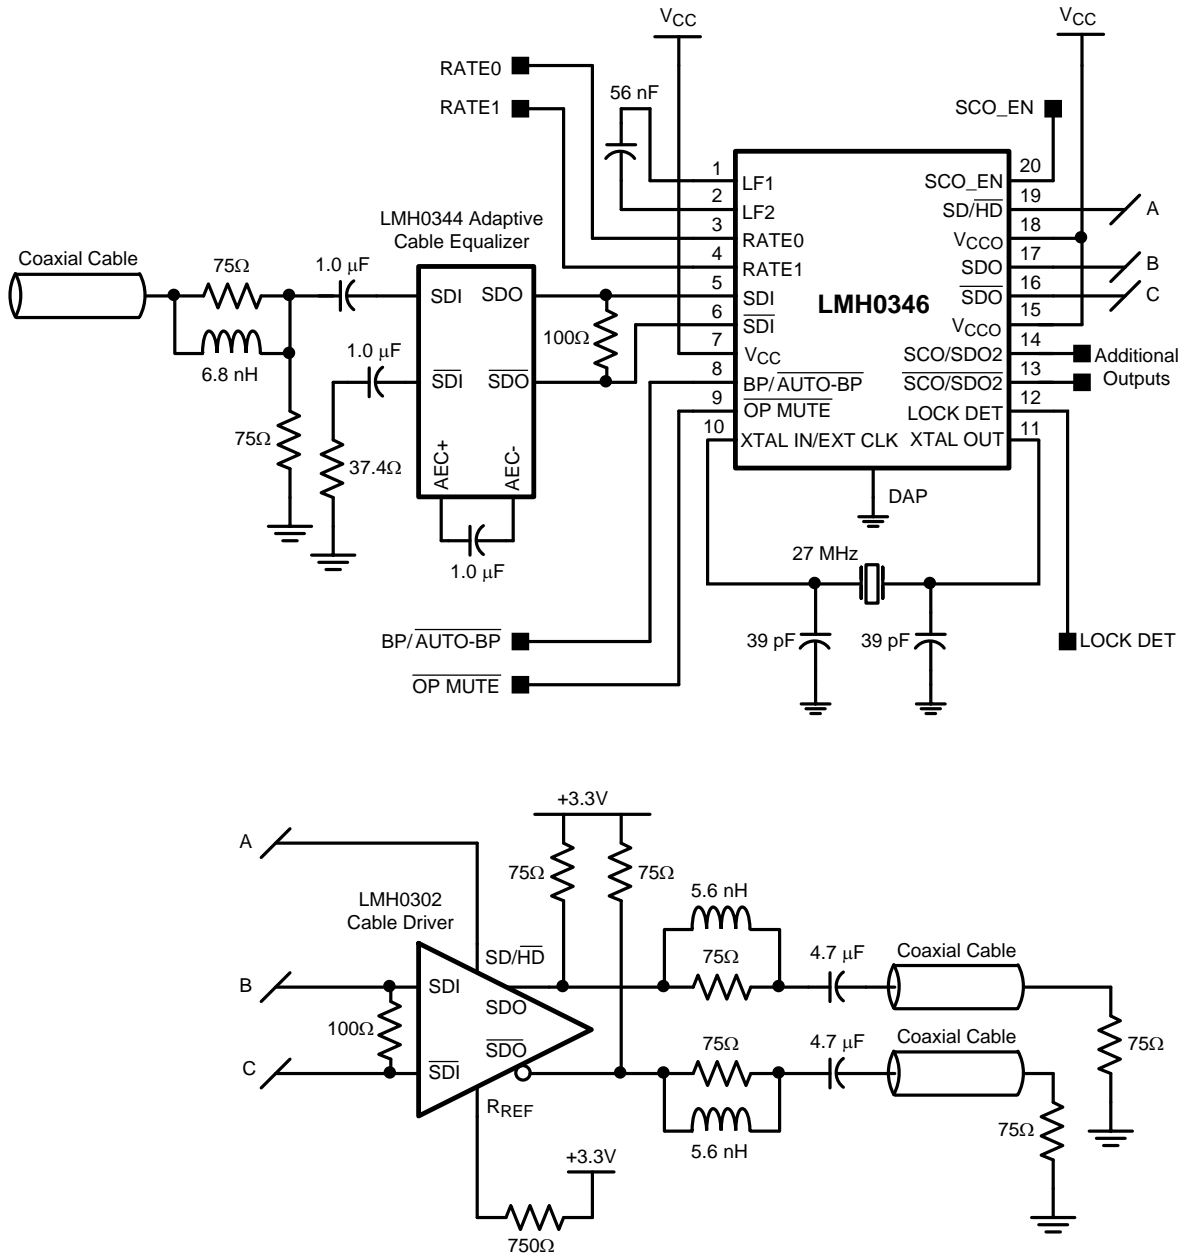 VCC
VCC
RATE0
RATE1
56 nF
SCO_EN
1
LF1
2
LF2
3
RATE0
4
RATE1
5
SDI
6
SDI
7
VCC
8
BP/AUTO-BP
9
OP MUTE
10
XTAL IN/EXT CLK
LMH0346
20
SCO_EN
19
SD/HD
18
VCCO
17
SDO
16
SDO
15
VCCO
14
SCO/SDO2
13
SCO/SDO2
12
LOCK DET
11
XTAL OUT
A
B
C
Additional
Outputs
LMH0344 Adaptive
Cable Equalizer
Coaxial Cable
75Ω
1.0 µF
6.8 nH
1.0 µF
75Ω
37.4Ω
SDI
SDO
SDI
SDO
AEC+
AEC-
1.0 µF
100Ω
DAP
27 MHz
39 pF
39 pF
BP/AUTO-BP
OP MUTE
LOCK DET
+3.3V
A
75Ω
75Ω
LMH0302
Cable Driver
5.6 nH
SD/HD
75Ω
4.7 µF
Coaxial Cable
B
SDI
SDO
100Ω
75Ω
SDO
75Ω
4.7 µF
Coaxial Cable
C
SDI
RREF
5.6 nH
75Ω
+3.3V
750Ω